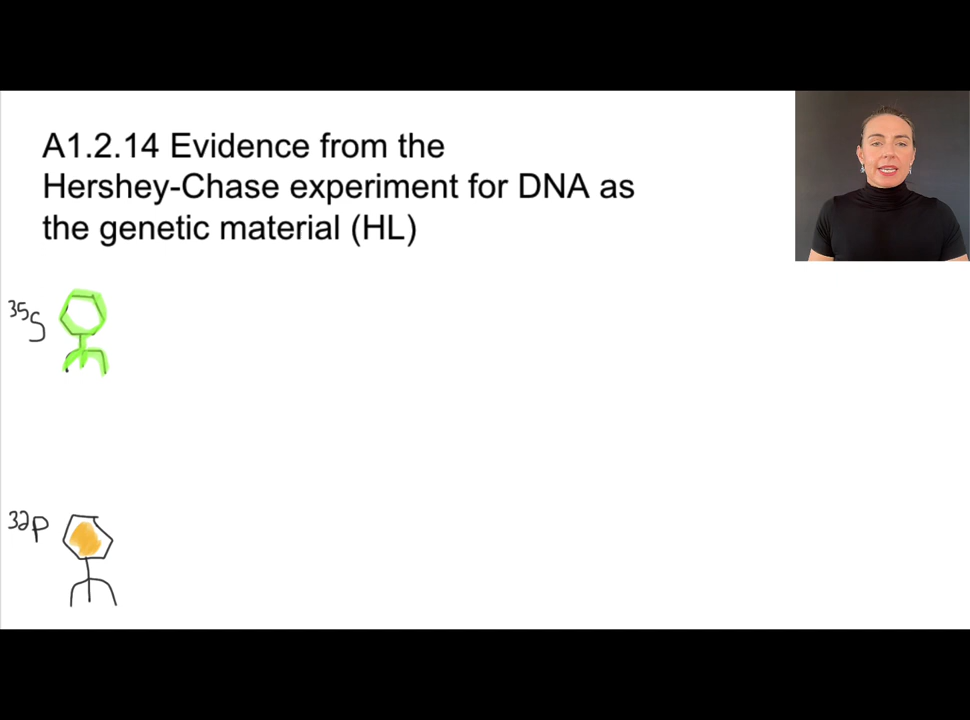 A1.2.14 Evidence from the
Hershey-Chase experiment for DNA as
the genetic material (HL)
³⁵S
³²P